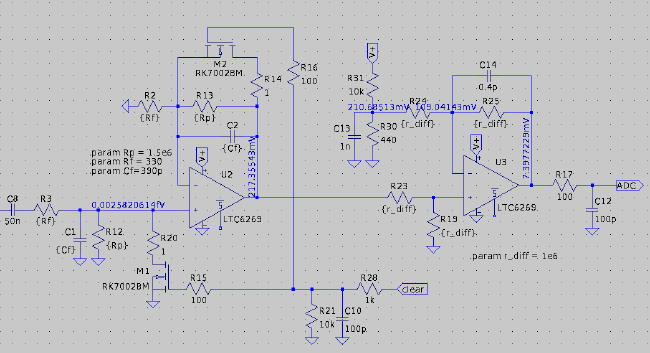 M2
RK7002BM
R16
100
R14
1
R2
{Rf}
R13
{Rp}
C2
{Cf}
V+
.param Rp = 1.5e6
.param Rf = 330
.param Cf=390p
U2
LTC6269
217.35543mV
C8
50n
R3
{Rf}
0.0025820614fV
C1
{Cf}
R12
{Rp}
R20
1
M1
RK7002BM
R15
100
R21
10k
C10
100p
R28
1k
clear
V+
R31
10k
210.68513mV
105.04143mV
C13
1n
R30
440
R24
{r_diff}
C14
0.4p
R25
{r_diff}
V+
U3
LTC6269
7.3977229mV
R23
{r_diff}
R19
{r_diff}
R17
100
ADC
C12
100p
.param r_diff = 1e6